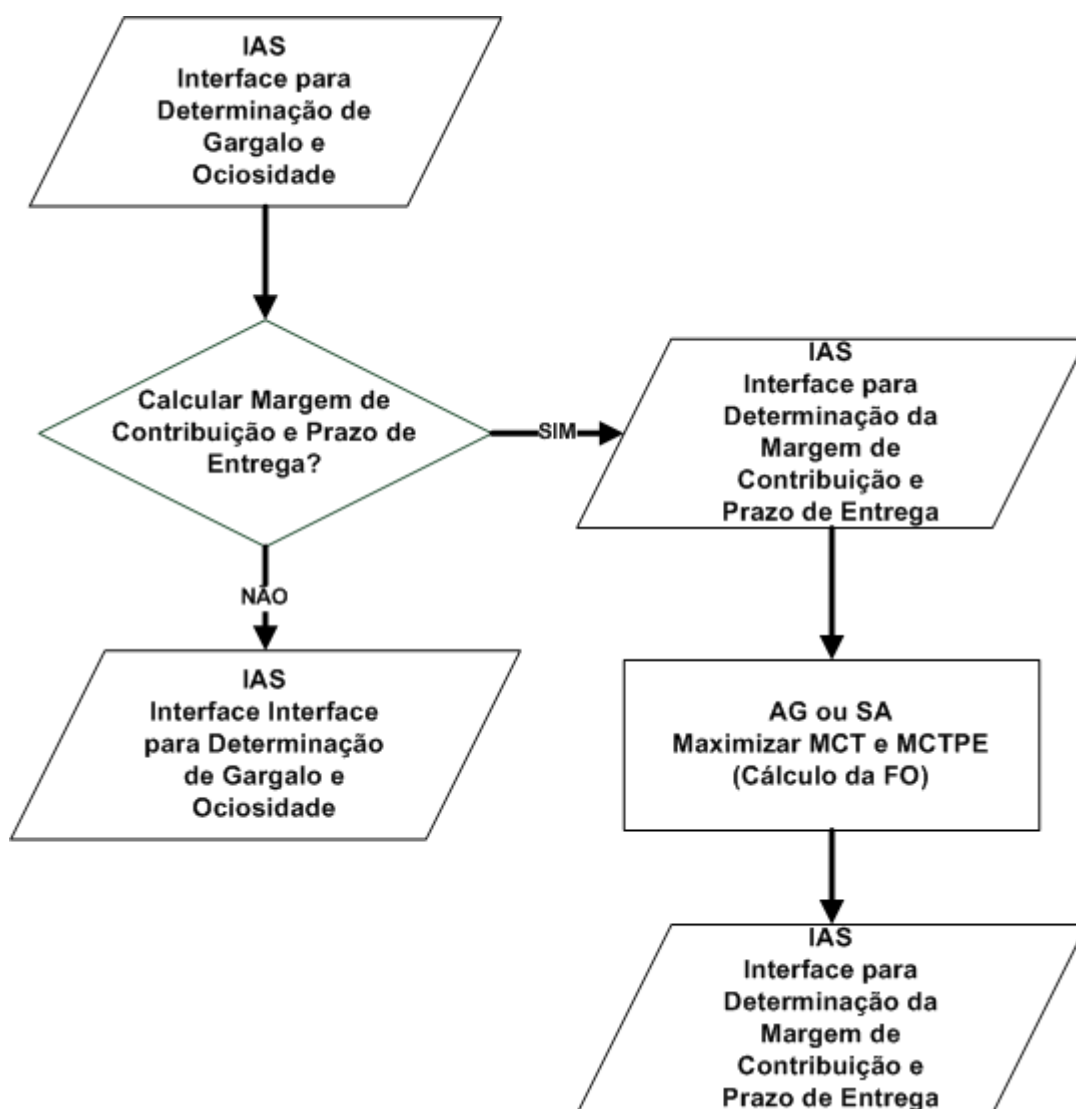 IAS
Interface para
Determinação de
Gargalo e
Ociosidade
Calcular Margem de
Contribuição e Prazo de
Entrega?
SIM
IAS
Interface para
Determinação da
Margem de
Contribuição e
Prazo de Entrega
NÃO
IAS
Interface Interface
para Determinação
de Gargalo e
Ociosidade
AG ou SA
Maximizar MCT e MCTPE
(Cálculo da FO)
IAS
Interface para
Determinação da
Margem de
Contribuição e
Prazo de Entrega